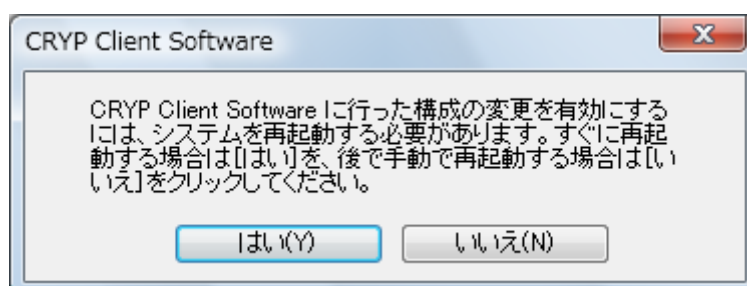 CRYP Client Software
CRYP Client Software に行った構成の変更を有効にする
には、システムを再起動する必要があります。すぐに再起
動する場合は[はい]を、後で手動で再起動する場合は[い
いえ]をクリックしてください。
はい(Y)
いいえ(N)